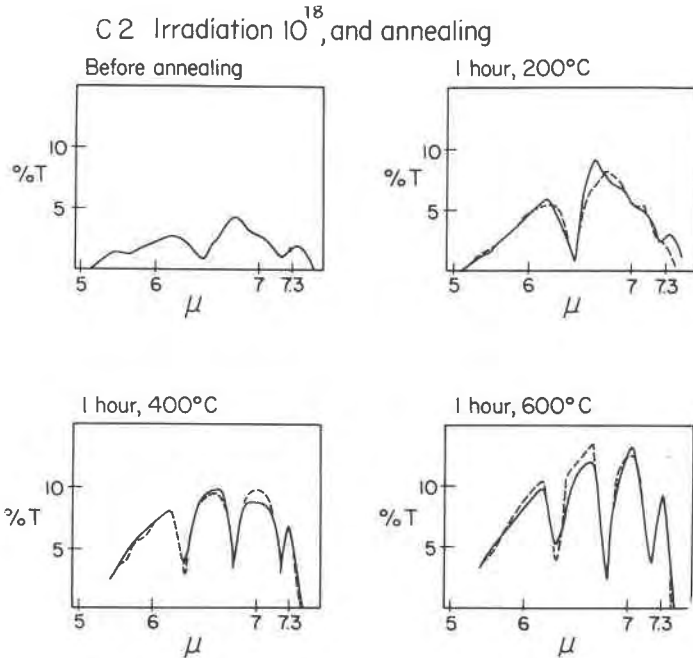 C2 Irradiation 10^18, and annealing
Before annealing
10
%T
5
5 6 7 7.3
μ
1 hour, 200°C
10
%T
5
5 6 7 7.3
μ
1 hour, 400°C
10
%T
5
5 6 7 7.3
μ
1 hour, 600°C
10
%T
5
5 6 7 7.3
μ